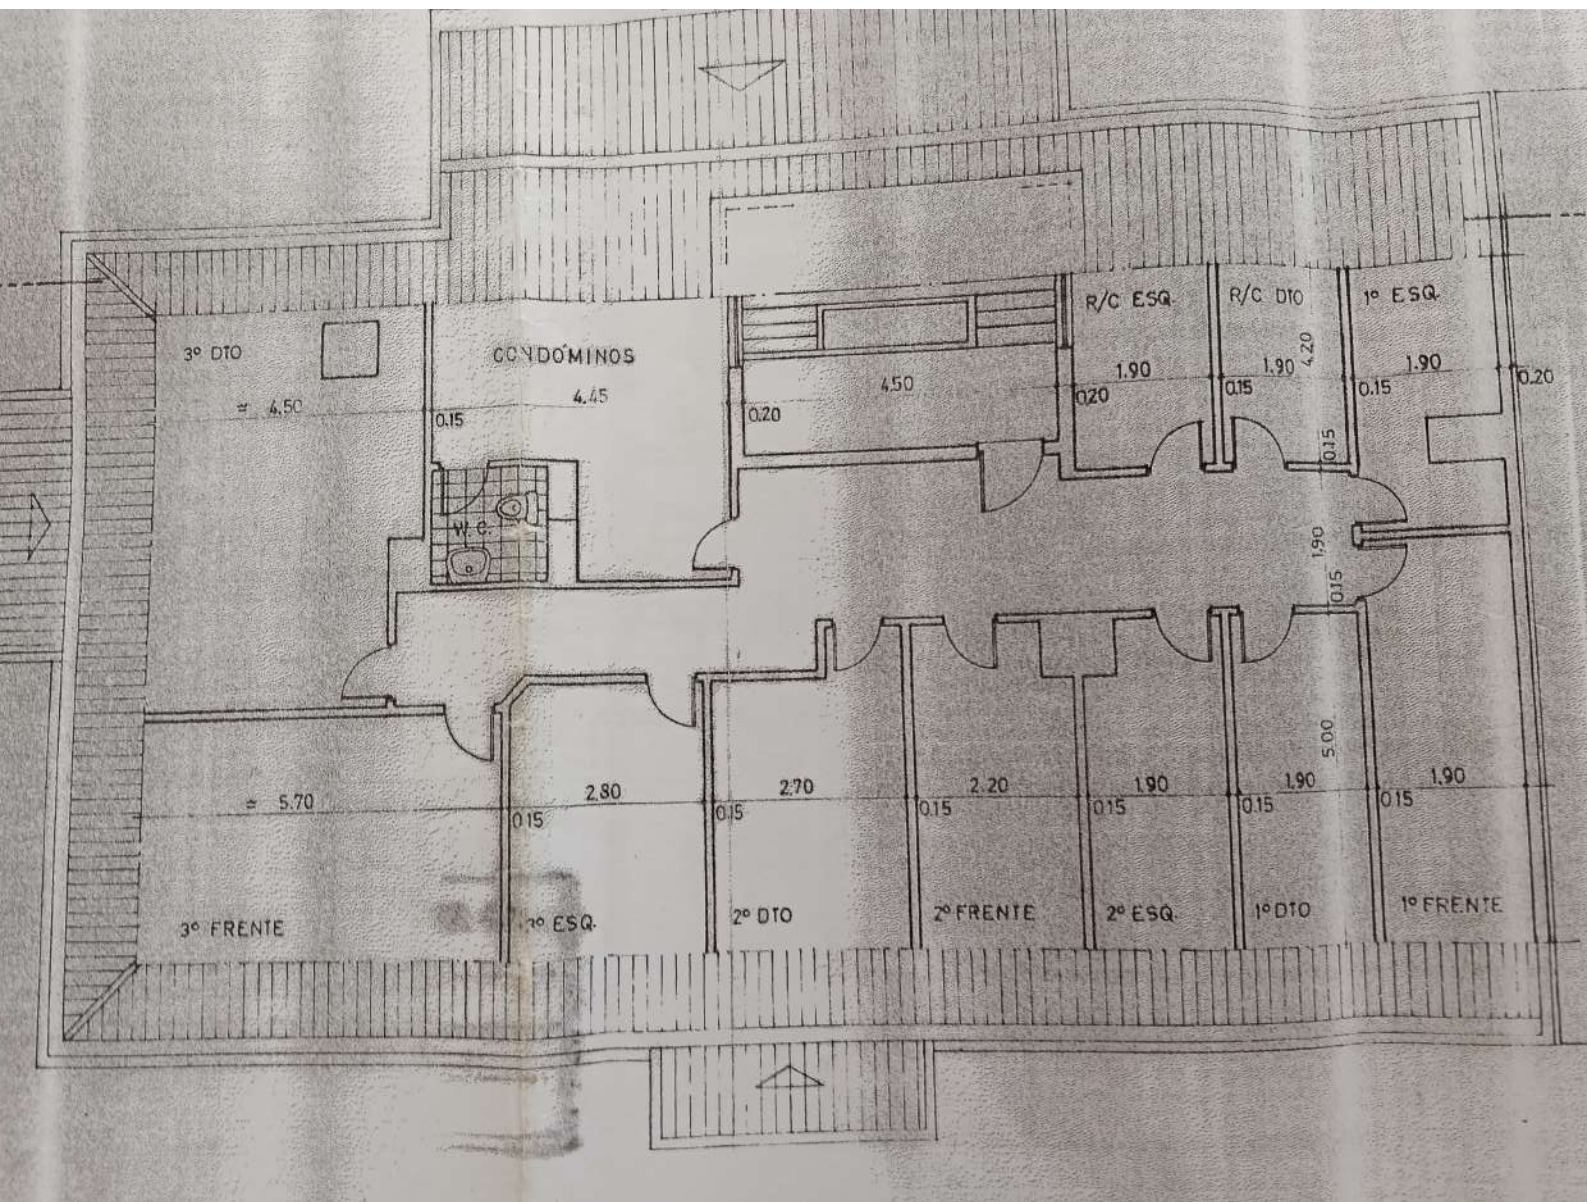 R/C ESQ.
R/C DTO
1º ESQ.
3º DTO
CONDÓMINOS
4,20
≃ 4,50
4,45
4,50
1,90
1,90
1,90
0,15
0,20
0,20
0,15
0,15
0,20
0,15
W.C.
1,90
0,15
5,00
≃ 5,70
2,80
2,70
2,20
1,90
1,90
1,90
0,15
0,15
0,15
0,15
0,15
0,15
3º FRENTE
3º ESQ.
2º DTO
2º FRENTE
2º ESQ.
1º DTO
1º FRENTE